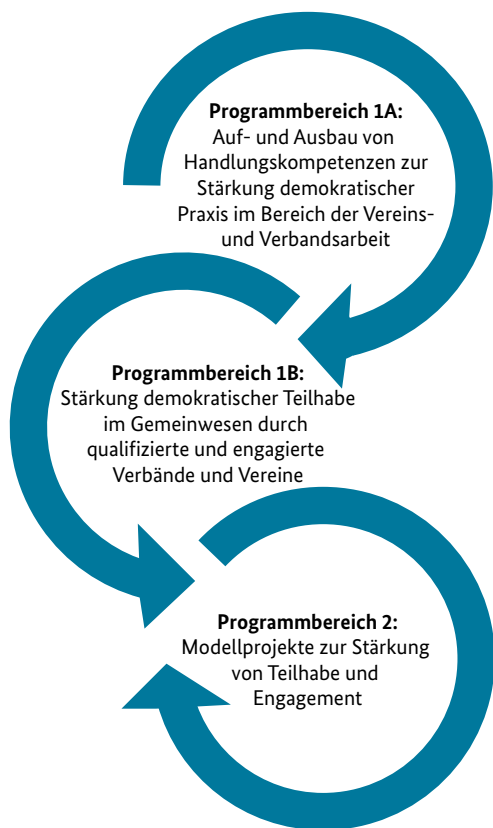 Programmbereich 1A:
Auf- und Ausbau von
Handlungskompetenzen zur
Stärkung demokratischer
Praxis im Bereich der Vereins-
und Verbandsarbeit
Programmbereich 1B:
Stärkung demokratischer Teilhabe
im Gemeinwesen durch
qualifizierte und engagierte
Verbände und Vereine
Programmbereich 2:
Modellprojekte zur Stärkung
von Teilhabe und
Engagement